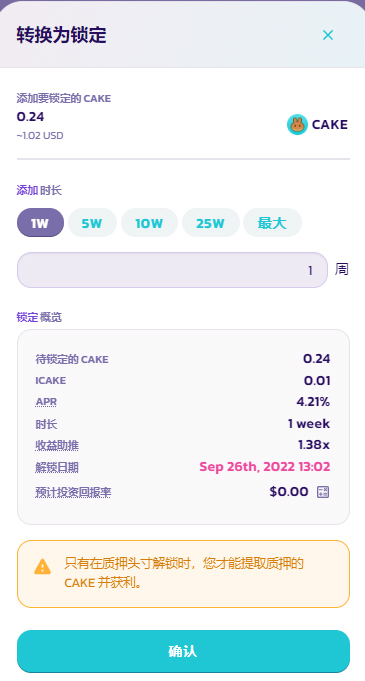 转换为锁定
添加要锁定的 CAKE
0.24
~1.02 USD
CAKE
添加 时长
1W 5W 10W 25W 最大
1 周
锁定 概览
待锁定的 CAKE 0.24
ICAKE 0.01
APR 4.21%
时长 1 week
收益助推 1.38x
解锁日期 Sep 26th, 2022 13:02
预计投资回报率 $0.00
只有在质押头寸解锁时，您才能提取质押的
CAKE 并获利。
确认